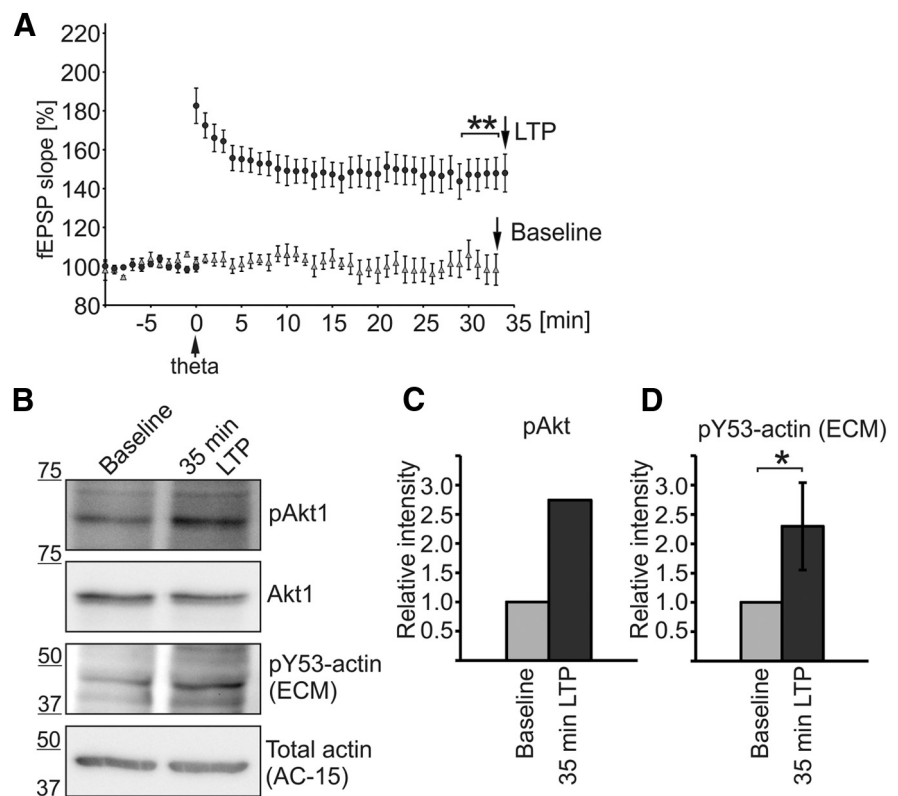 A
fEPSP slope [%]
220
200
180
160
140
120
100
80
-5 0 5 10 15 20 25 30 35 [min]
theta
** LTP
Baseline
B
Baseline
35 min
LTP
75
pAkt1
75
Akt1
50
pY53-actin
(ECM)
37
50
Total actin
(AC-15)
37
C
pAkt
Relative intensity
3.0
2.5
2.0
1.5
1.0
0.5
Baseline
35 min LTP
D
pY53-actin (ECM)
*
Relative intensity
3.0
2.5
2.0
1.5
1.0
0.5
Baseline
35 min LTP